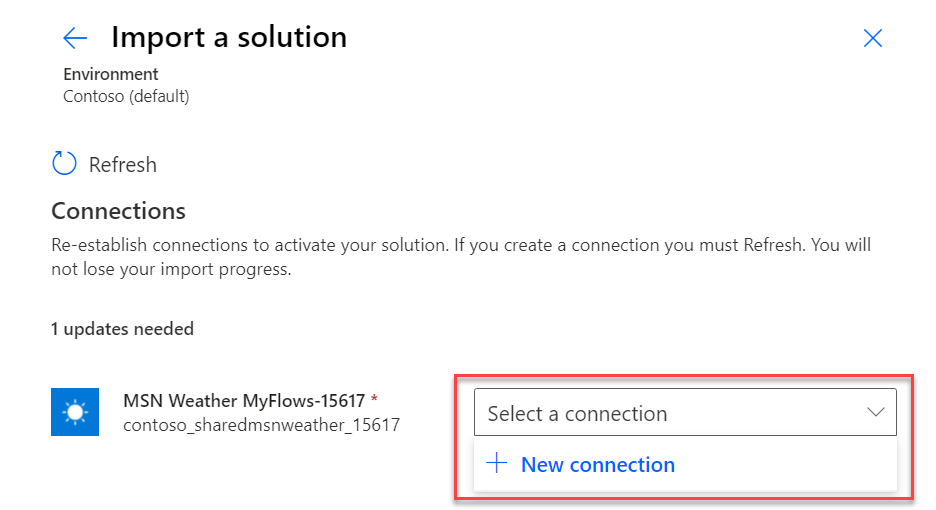 Import a solution
Environment
Contoso (default)
Refresh
Connections
Re-establish connections to activate your solution. If you create a connection you must Refresh. You will
not lose your import progress.
1 updates needed
MSN Weather MyFlows-15617 *
contoso_sharedmsnweather_15617
Select a connection
New connection